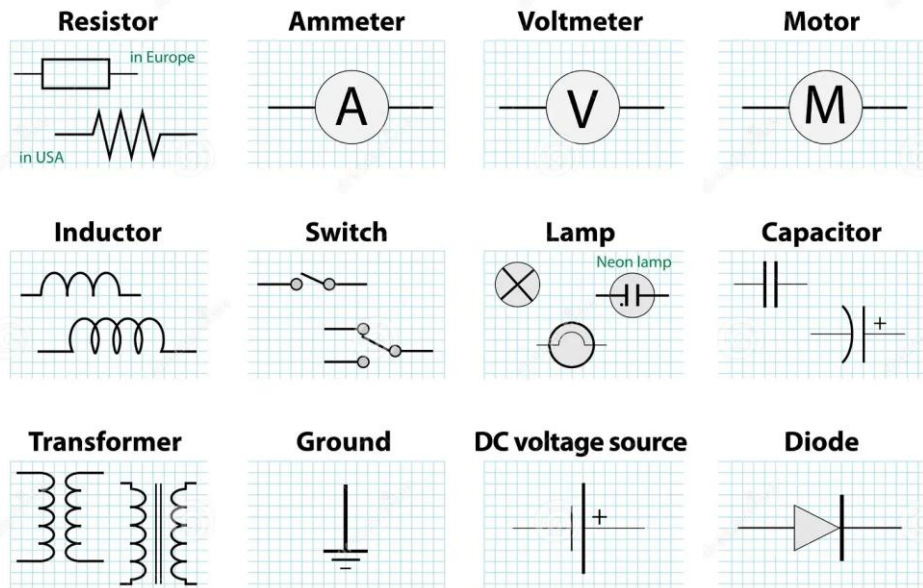 Resistor
Ammeter
Voltmeter
Motor
in Europe
in USA
A
V
M
Inductor
Switch
Lamp
Capacitor
Neon lamp
+
Transformer
Ground
DC voltage source
Diode
+